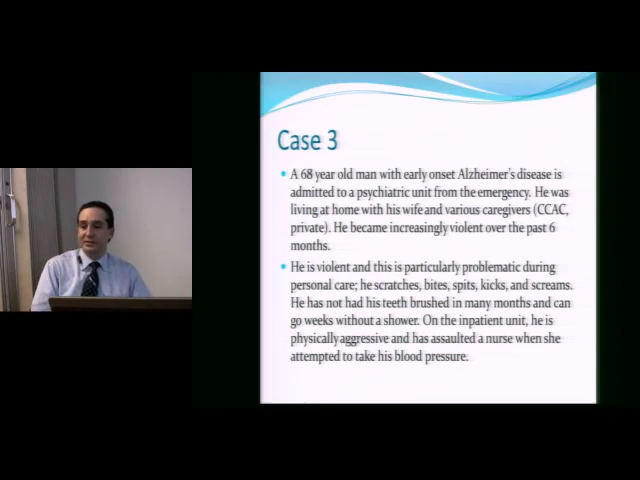 Case 3
A 68 year old man with early onset Alzheimer's disease is
admitted to a psychiatric unit from the emergency. He was
living at home with his wife and various caregivers (CCAC,
private). He became increasingly violent over the past 6
months.
He is violent and this is particularly problematic during
personal care; he scratches, bites, spits, kicks, and screams.
He has not had his teeth brushed in many months and can
go weeks without a shower. On the inpatient unit, he is
physically aggressive and has assaulted a nurse when she
attempted to take his blood pressure.